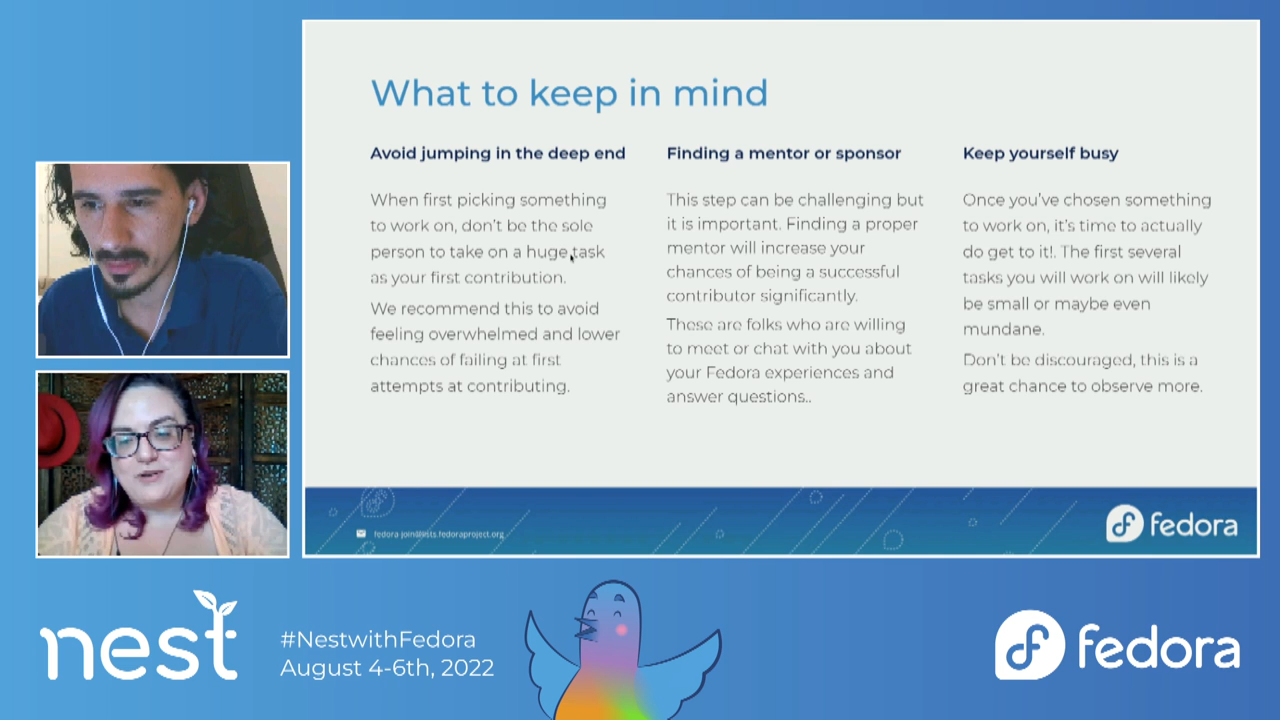 What to keep in mind
Avoid jumping in the deep end
When first picking something
to work on, don't be the sole
person to take on a huge task
as your first contribution.
We recommend this to avoid
feeling overwhelmed and lower
chances of failing at first
attempts at contributing.
Finding a mentor or sponsor
This step can be challenging but
it is important. Finding a proper
mentor will increase your
chances of being a successful
contributor significantly.
These are folks who are willing
to meet or chat with you about
your Fedora experiences and
answer questions..
Keep yourself busy
Once you've chosen something
to work on, it's time to actually
do get to it!. The first several
tasks you will work on will likely
be small or maybe even
mundane.
Don't be discouraged, this is a
great chance to observe more.
fedora-join@lists.fedoraproject.org
fedora
nest
#NestwithFedora
August 4-6th, 2022
fedora